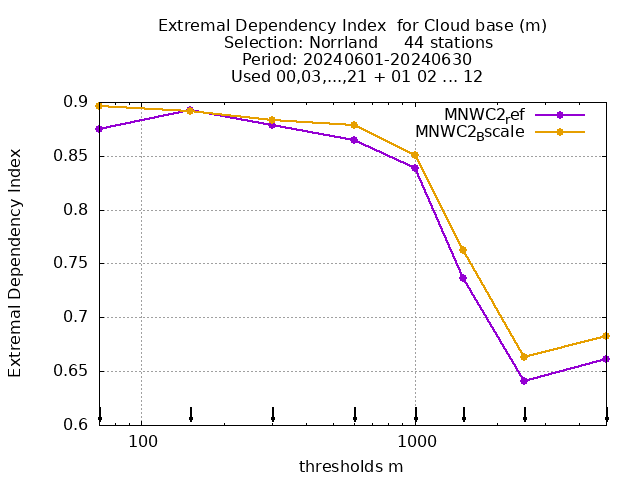 Extremal Dependency Index  for Cloud base (m)
Selection: Norrland     44 stations
Period: 20240601-20240630
Used 00,03,...,21 + 01 02 ... 12
MNWC2ref
MNWC2Bscale
Extremal Dependency Index
0.9
0.85
0.8
0.75
0.7
0.65
0.6
100
1000
thresholds m